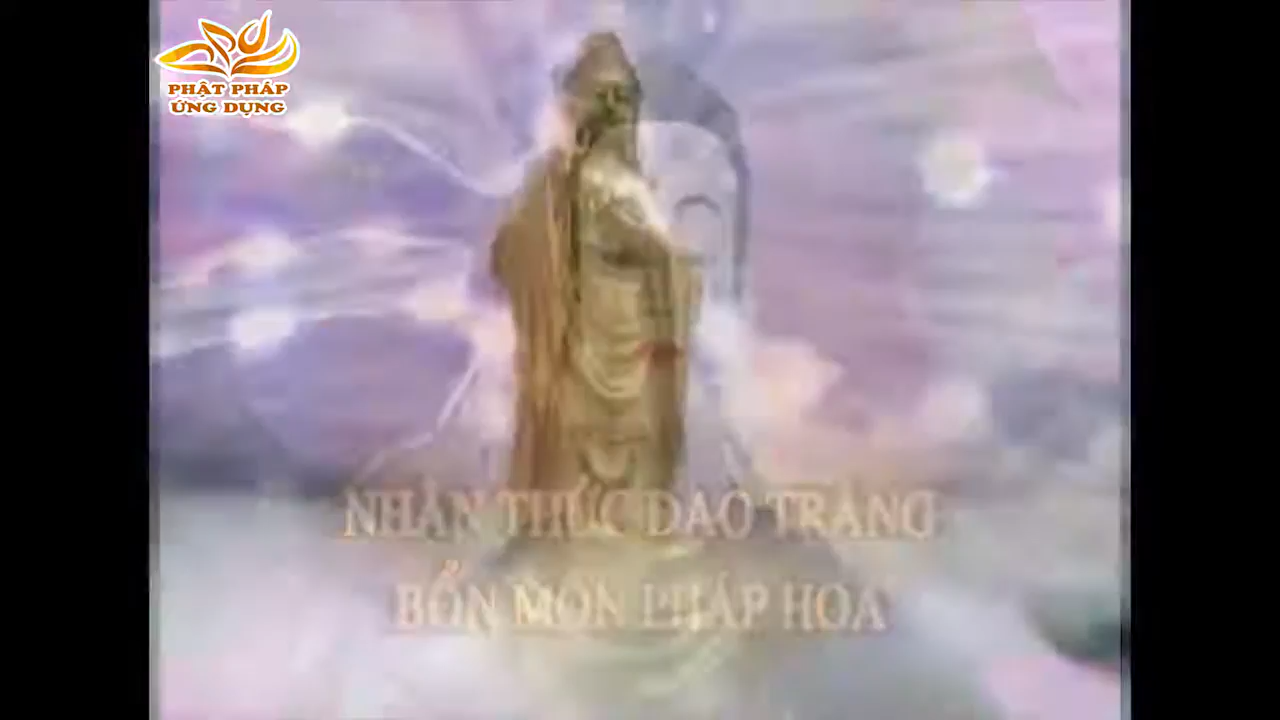 PHẬT PHÁP
ỨNG DỤNG
NHẬN THỨC ĐẠO TRÀNG
BỔN MÔN PHÁP HOA